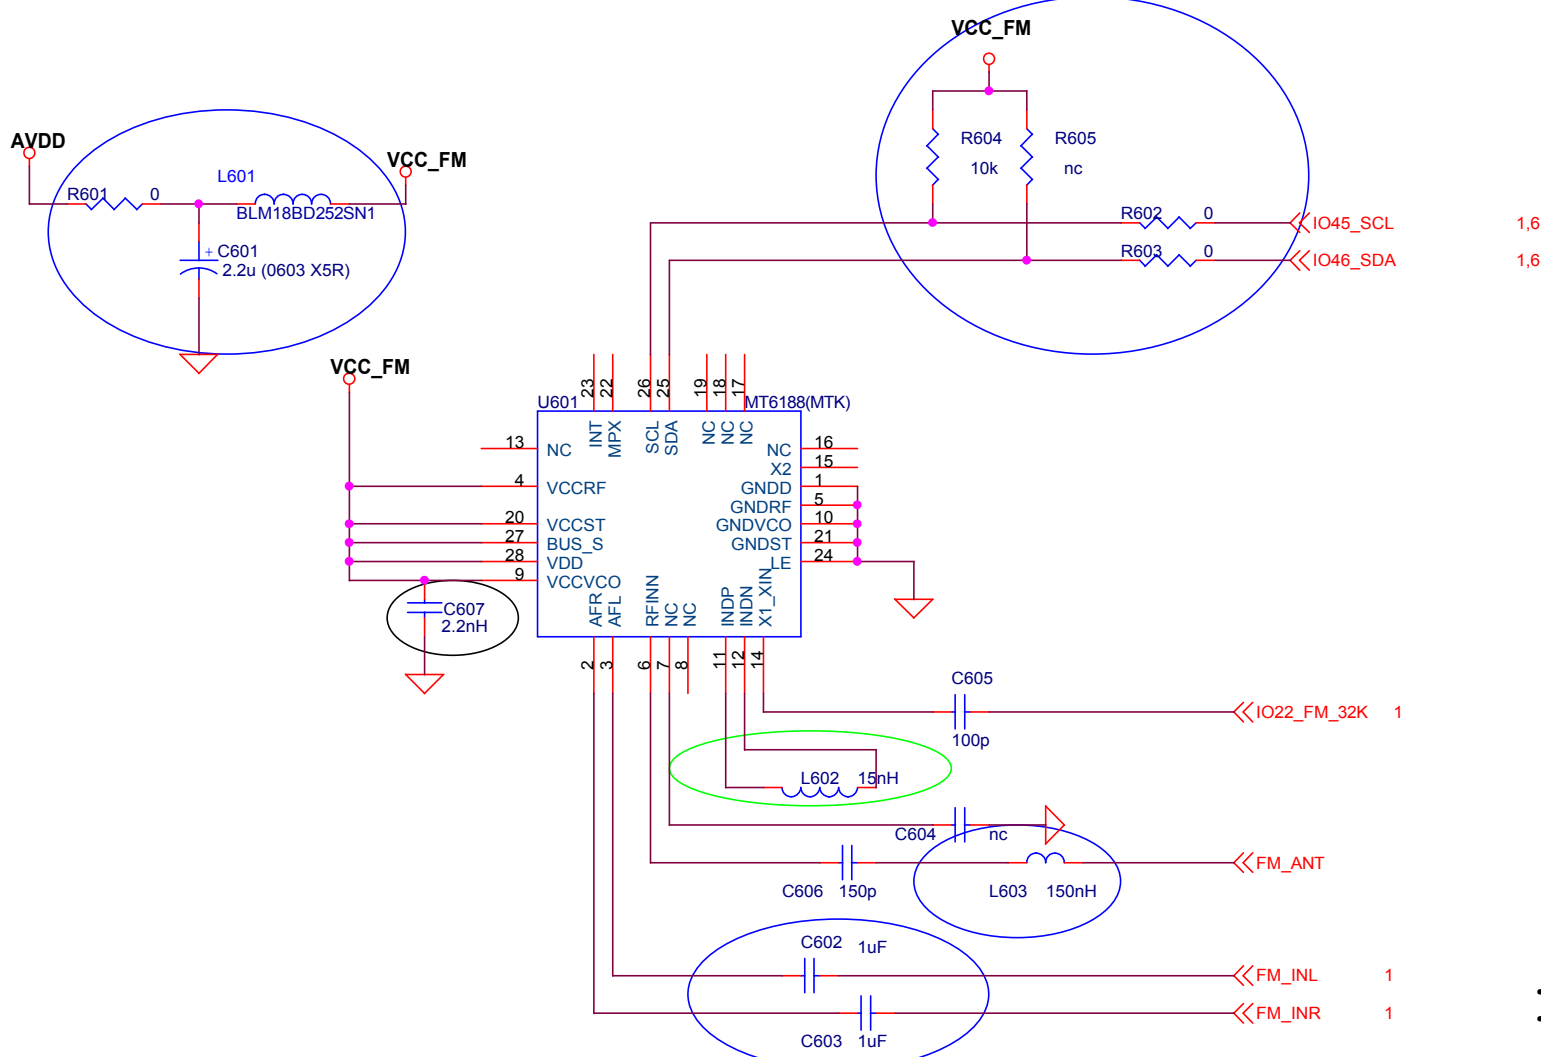 VCC_FM
AVDD
VCC_FM
L601
R601 0
BLM18BD252SN1
+ C601
2.2u (0603 X5R)
R604 R605
10k nc
R602 0
IO45_SCL 1,6
R603 0
IO46_SDA 1,6
VCC_FM
23 22 26 25 19 18 17
U601 MT6188(MTK)
INT MPX SCL SDA NC NC NC
13 NC NC 16
X2 15
4 VCCRF GNDD 1
GNDRF 5
20 VCCST GNDVCO 10
27 BUS_S GNDST 21
28 VDD LE 24
9 VCCVCO
AFR AFL RFINN NC NC INDP INDN X1_XIN
2 3 6 7 8 11 12 14
C607
2.2nH
C605
100p
IO22_FM_32K 1
L602 15nH
C604 nc
FM_ANT
C606 150p L603 150nH
C602 1uF
FM_INL 1
FM_INR 1
C603 1uF